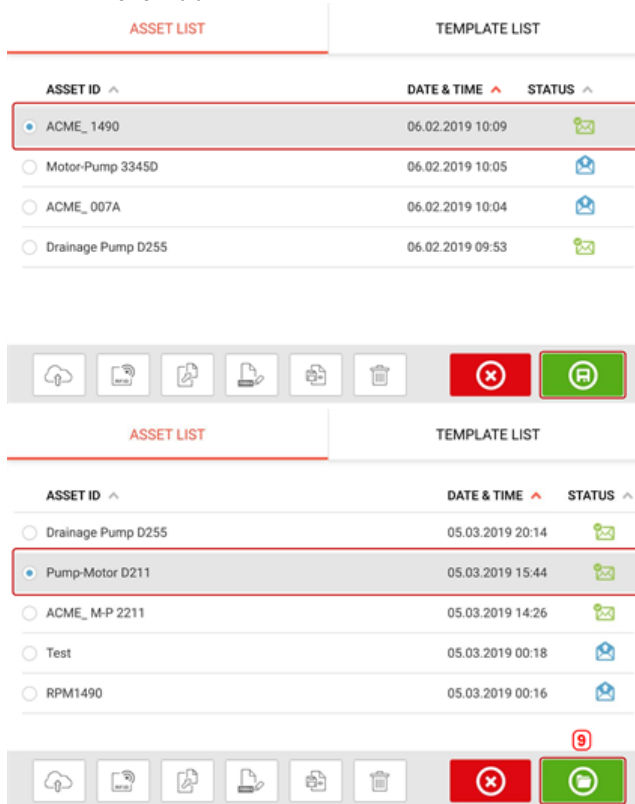 ASSET LIST TEMPLATE LIST
ASSET ID DATE & TIME STATUS
ACME_ 1490 06.02.2019 10:09
Motor-Pump 3345D 06.02.2019 10:05
ACME_ 007A 06.02.2019 10:04
Drainage Pump D255 06.02.2019 09:53
RFID
ASSET LIST TEMPLATE LIST
ASSET ID DATE & TIME STATUS
Drainage Pump D255 05.03.2019 20:14
Pump-Motor D211 05.03.2019 15:44
ACME_ M-P 2211 05.03.2019 14:26
Test 05.03.2019 00:18
RPM1490 05.03.2019 00:16
9
RFID